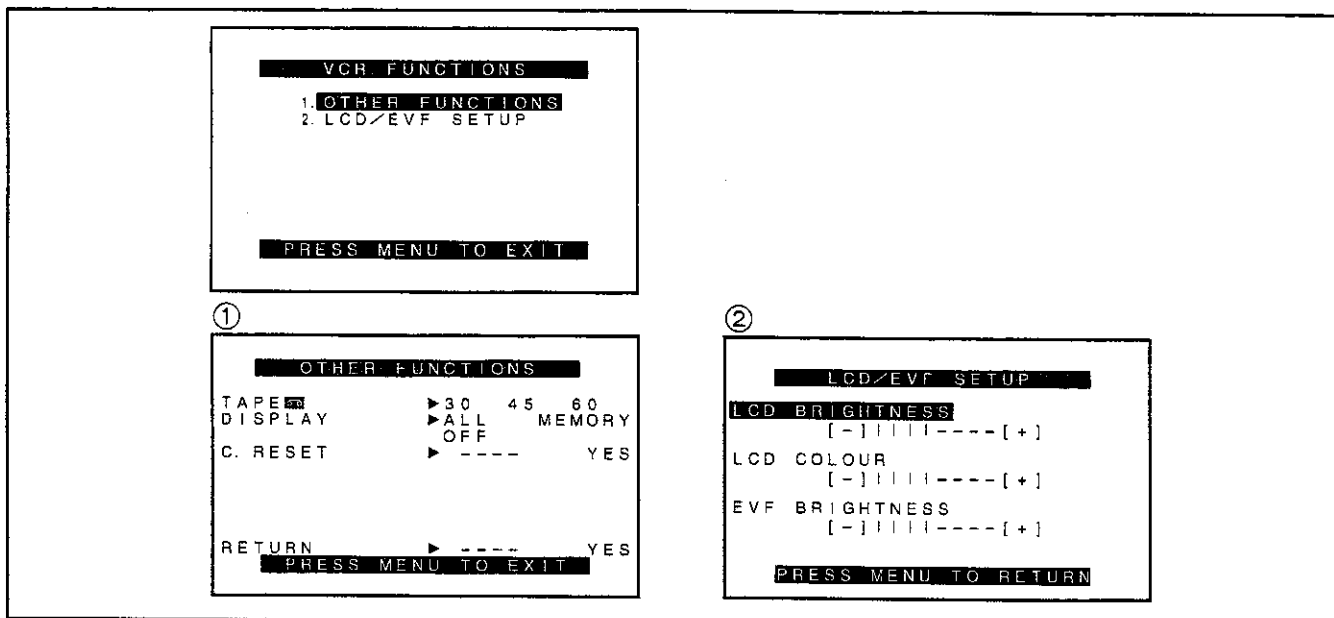 VCR FUNCTIONS
1. OTHER FUNCTIONS
2. LCD/EVF SETUP
PRESS MENU TO EXIT
①
OTHER FUNCTIONS
TAPE ▶30 45 60
DISPLAY ▶ALL MEMORY
OFF
C. RESET ▶ ---- YES
RETURN ▶ ---- YES
PRESS MENU TO EXIT
②
LCD/EVF SETUP
LCD BRIGHTNESS
[-]||||----[+]
LCD COLOUR
[-]||||----[+]
EVF BRIGHTNESS
[-]||||----[+]
PRESS MENU TO RETURN